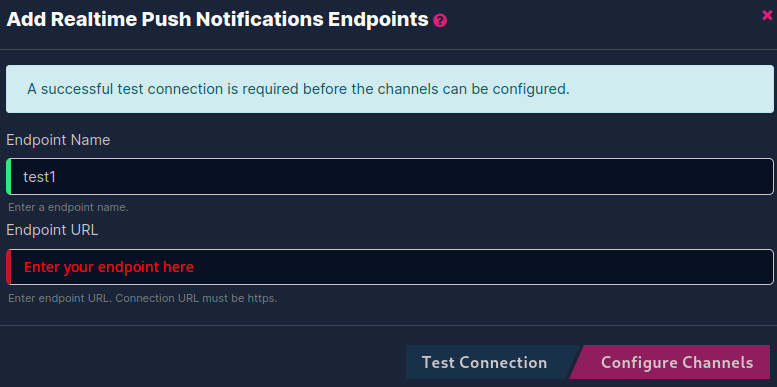 Add Realtime Push Notifications Endpoints ?
A successful test connection is required before the channels can be configured.
Endpoint Name
test1
Enter a endpoint name.
Endpoint URL
Enter your endpoint here
Enter endpoint URL. Connection URL must be https.
Test Connection
Configure Channels